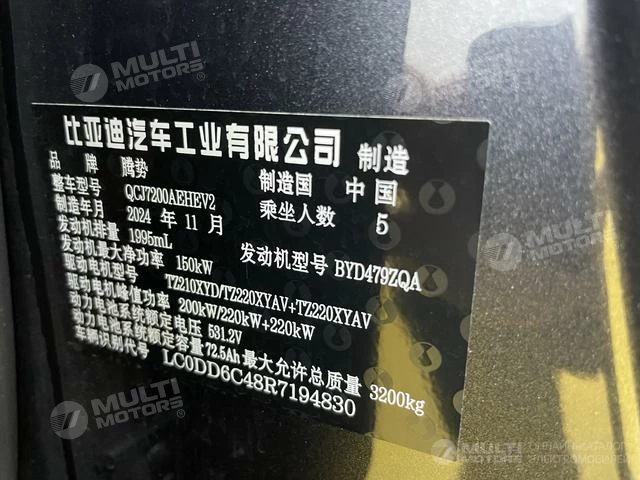 MULTI MOTORS
MULTI MOTORS
比亚迪汽车工业有限公司 制造
品 牌 腾势 制造国 中 国
整车型号 QCJ7200AEHEV2 乘坐人数 5
制造年月 2024 年 11 月
发动机排量 1995mL 发动机型号 BYD479ZQA
发动机最大净功率 150kW
驱动电机型号 TZ210XYD/TZ220XYAV+TZ220XYAV
驱动电机峰值功率 200kW/220kW+220kW
动力电池系统额定电压 531.2V
动力电池系统额定容量 72.5Ah 最大允许总质量 3200kg
车辆识别代号 LC0DD6C48R7194830
MULTI MOTORS
MULTI MOTORS
ОНЛАЙН-КАТАЛОГ
ЭЛЕКТРОМОБИЛЕЙ